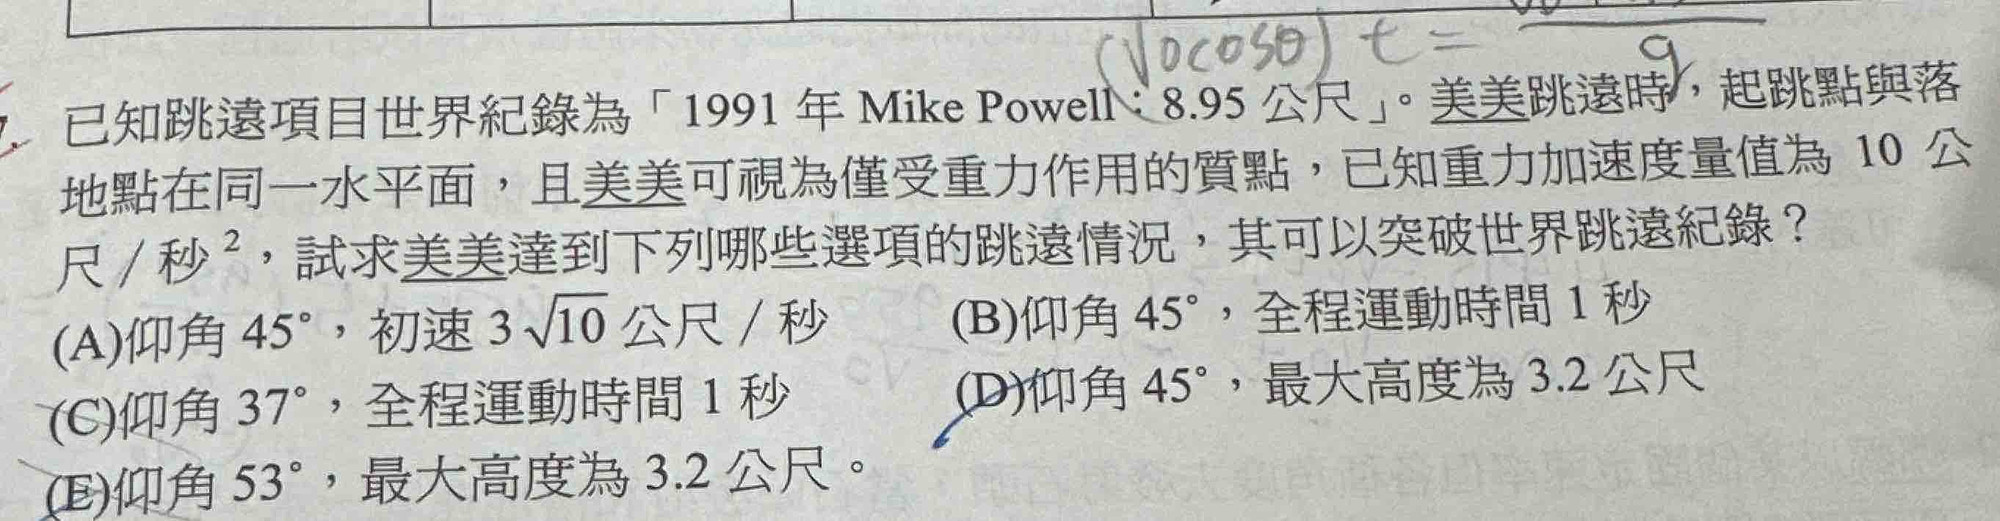 (V0cosθ) t = g
已知跳遠項目世界紀錄為「1991 年 Mike Powell：8.95 公尺」。美美跳遠時，起跳點與落
地點在同一水平面，且美美可視為僅受重力作用的質點，已知重力加速度量值為 10 公
尺／秒²，試求美美達到下列哪些選項的跳遠情況，其可以突破世界跳遠紀錄？
(A)仰角 45°，初速 3√10 公尺／秒 (B)仰角 45°，全程運動時間 1 秒
(C)仰角 37°，全程運動時間 1 秒 (D)仰角 45°，最大高度為 3.2 公尺
(E)仰角 53°，最大高度為 3.2 公尺。